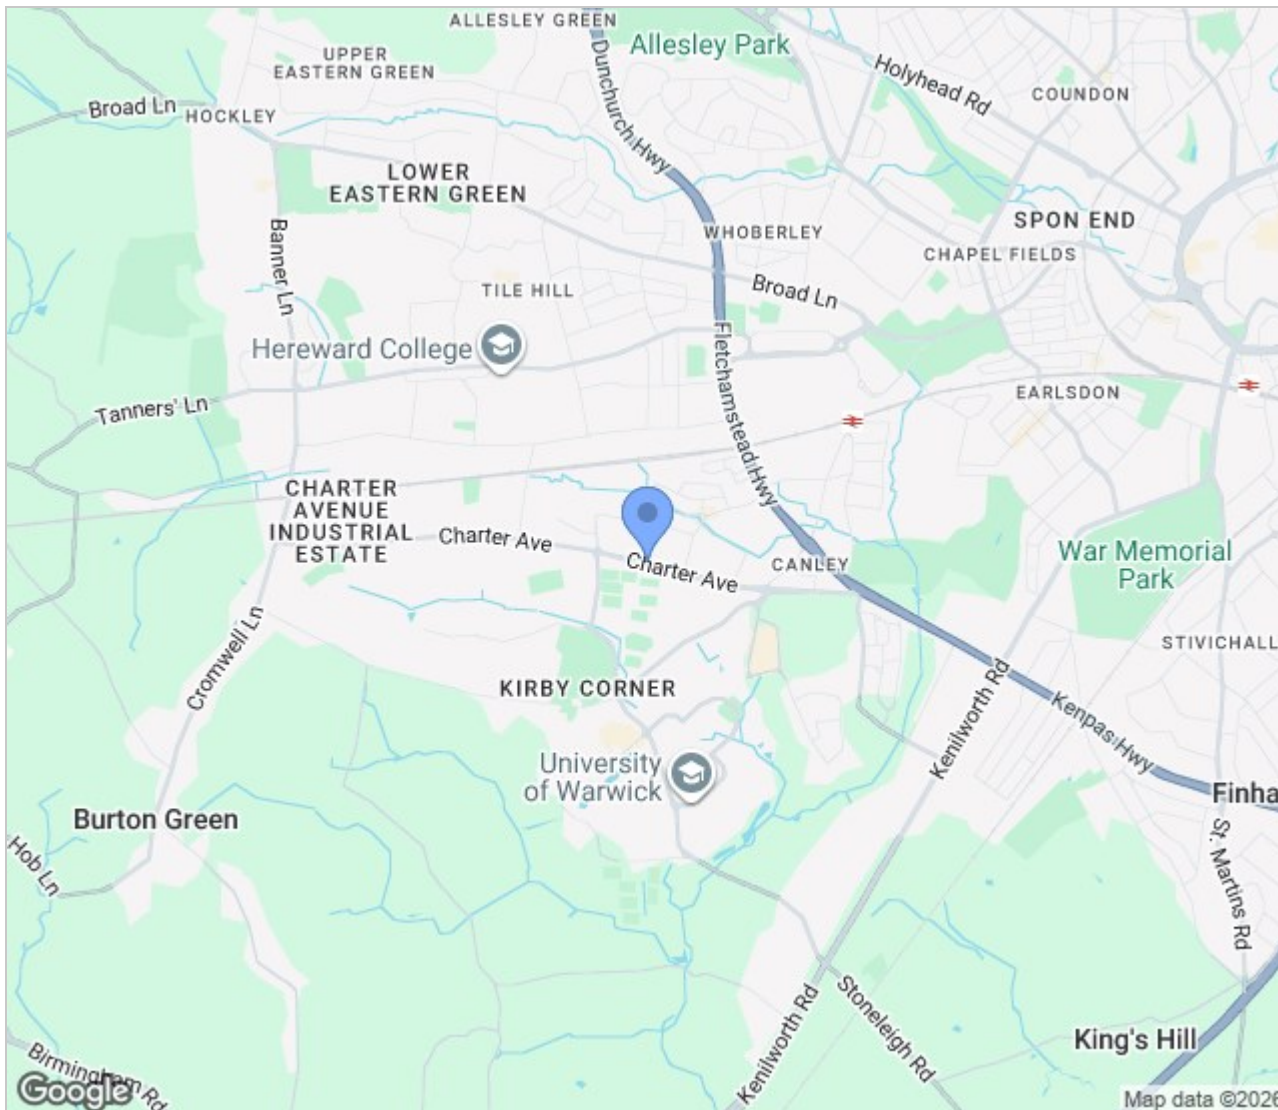 ALLESLEY GREEN
UPPER
EASTERN GREEN
Allesley Park
Dunchurch Hwy
Holyhead Rd
COUNDON
Broad Ln
HOCKLEY
LOWER
EASTERN GREEN
Banner Ln
WHOBERLEY
SPON END
CHAPEL FIELDS
TILE HILL
Broad Ln
Hereward College
Fletchamstead Hwy
EARLSDON
Tanners' Ln
CHARTER
AVENUE
INDUSTRIAL
ESTATE
Charter Ave
Charter Ave
CANLEY
War Memorial
Park
STIVICHALL
Cromwell Ln
KIRBY CORNER
Kenilworth Rd
Kenpas Hwy
University
of Warwick
Burton Green
Finha
Hob Ln
St. Martins Rd
Stoneleigh Rd
Kenilworth Rd
King's Hill
Birmingham Rd
Google
Map data ©2026